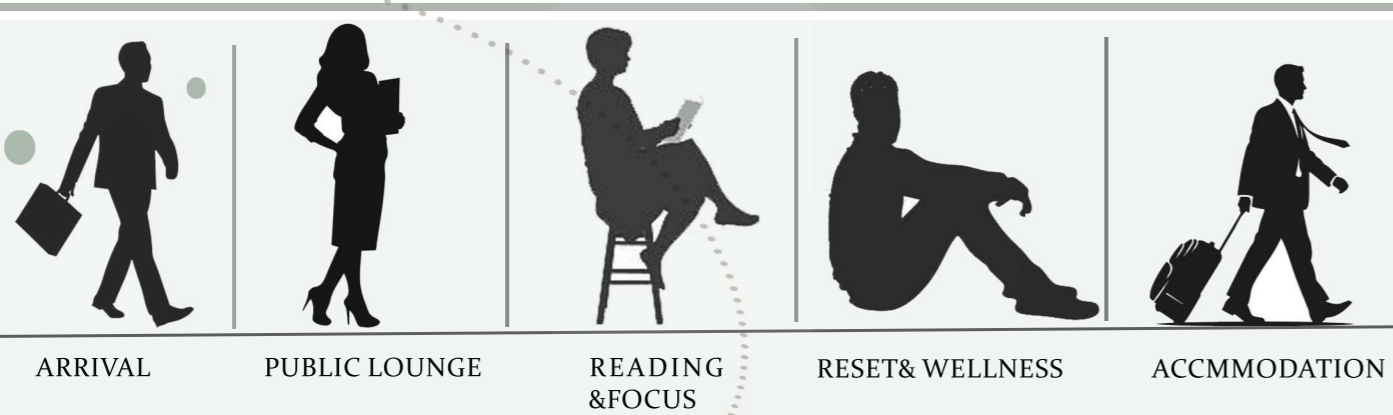 ARRIVAL
PUBLIC LOUNGE
READING
&FOCUS
RESET& WELLNESS
ACCMMODATION